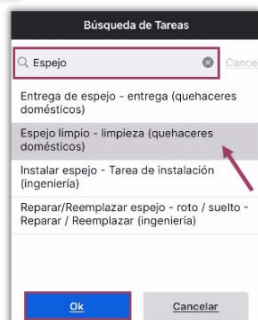 Búsqueda de Tareas
Espejo
Cancel
Entrega de espejo - entrega (quehaceres
domésticos)
Espejo limpio - limpieza (quehaceres
domésticos)
Instalar espejo - Tarea de instalación
(ingeniería)
Reparar/Reemplazar espejo - roto / suelto -
Reparar / Reemplazar (ingeniería)
Ok
Cancelar